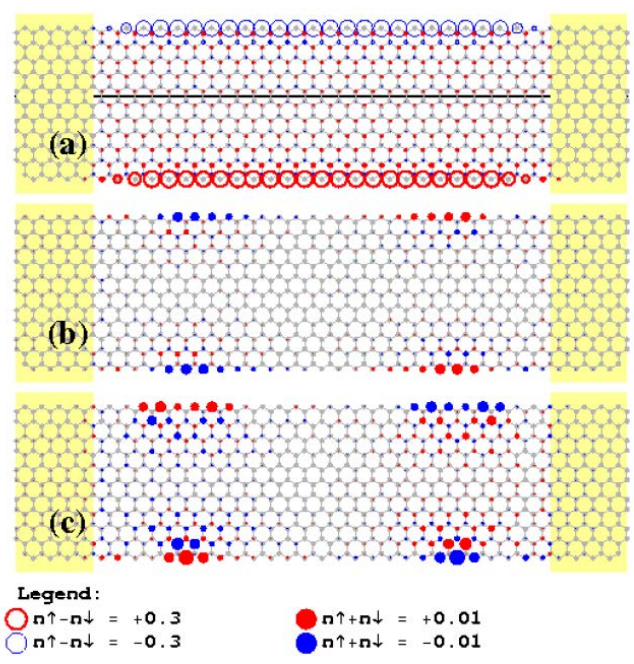 (a)
(b)
(c)
Legend:
n↑-n↓ = +0.3
n↑+n↓ = +0.01
n↑-n↓ = -0.3
n↑+n↓ = -0.01